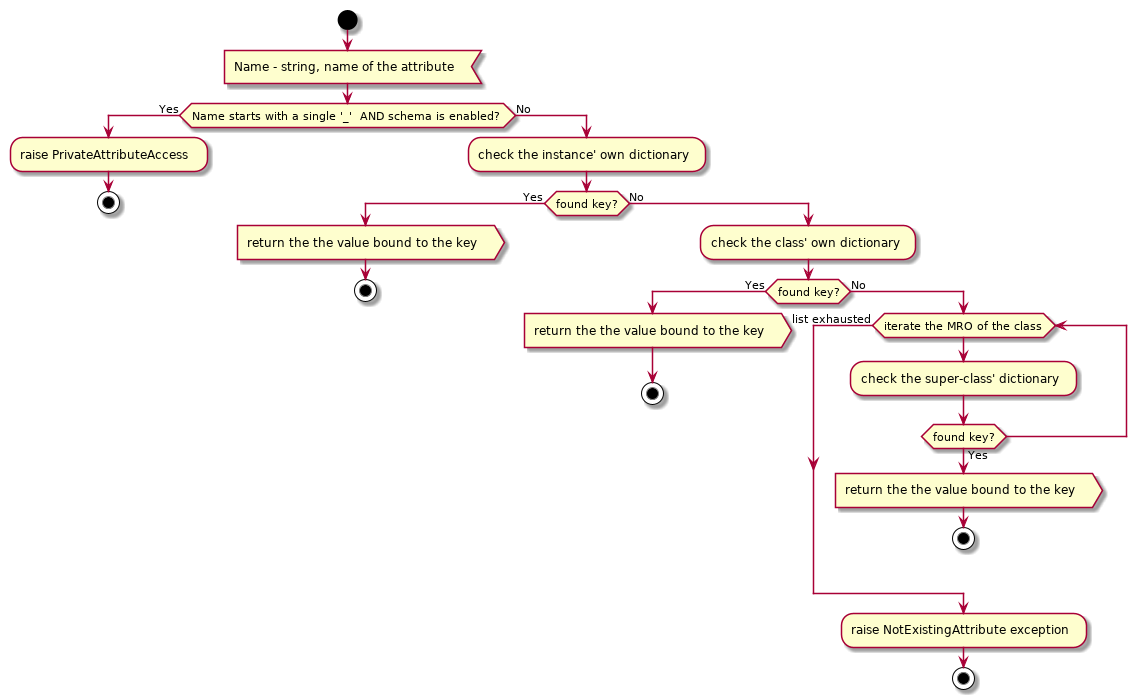 Name - string, name of the attribute
Yes
Name starts with a single '_' AND schema is enabled?
No
raise PrivateAttributeAccess
check the instance' own dictionary
Yes
found key?
No
return the the value bound to the key
check the class' own dictionary
Yes
found key?
No
return the the value bound to the key
list exhausted
iterate the MRO of the class
check the super-class' dictionary
found key?
Yes
return the the value bound to the key
raise NotExistingAttribute exception